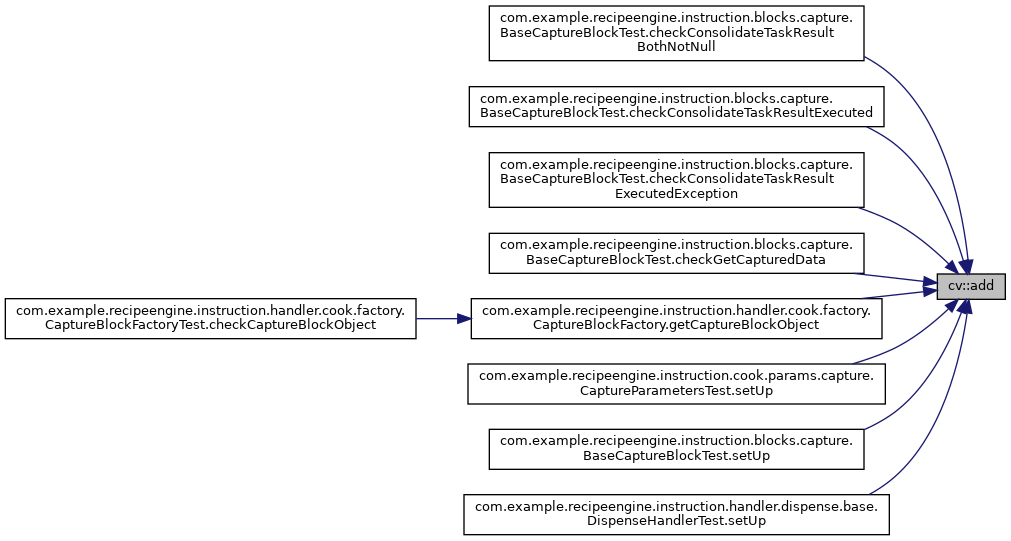 com.example.recipeengine.instruction.blocks.capture.
BaseCaptureBlockTest.checkConsolidateTaskResult
BothNotNull
com.example.recipeengine.instruction.blocks.capture.
BaseCaptureBlockTest.checkConsolidateTaskResultExecuted
com.example.recipeengine.instruction.blocks.capture.
BaseCaptureBlockTest.checkConsolidateTaskResult
ExecutedException
com.example.recipeengine.instruction.blocks.capture.
BaseCaptureBlockTest.checkGetCapturedData
cv::add
com.example.recipeengine.instruction.handler.cook.factory.
CaptureBlockFactoryTest.checkCaptureBlockObject
com.example.recipeengine.instruction.handler.cook.factory.
CaptureBlockFactory.getCaptureBlockObject
com.example.recipeengine.instruction.cook.params.capture.
CaptureParametersTest.setUp
com.example.recipeengine.instruction.blocks.capture.
BaseCaptureBlockTest.setUp
com.example.recipeengine.instruction.handler.dispense.base.
DispenseHandlerTest.setUp